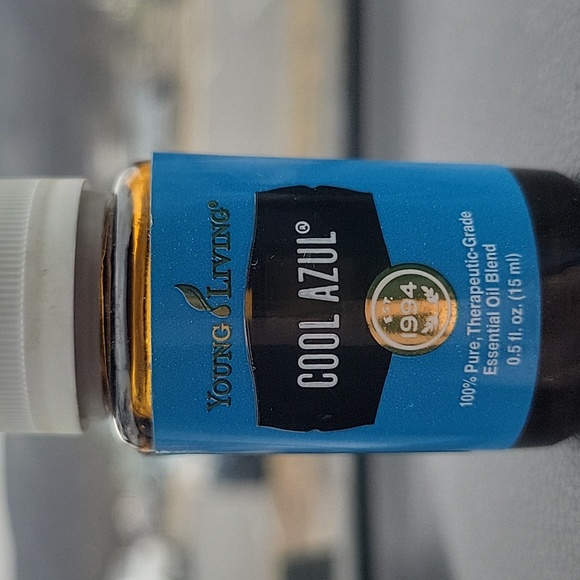 YOUNG LIVING®
COOL AZUL®
EST.
1994
100% Pure, Therapeutic-Grade
Essential Oil Blend
0.5 fl. oz. (15 ml)